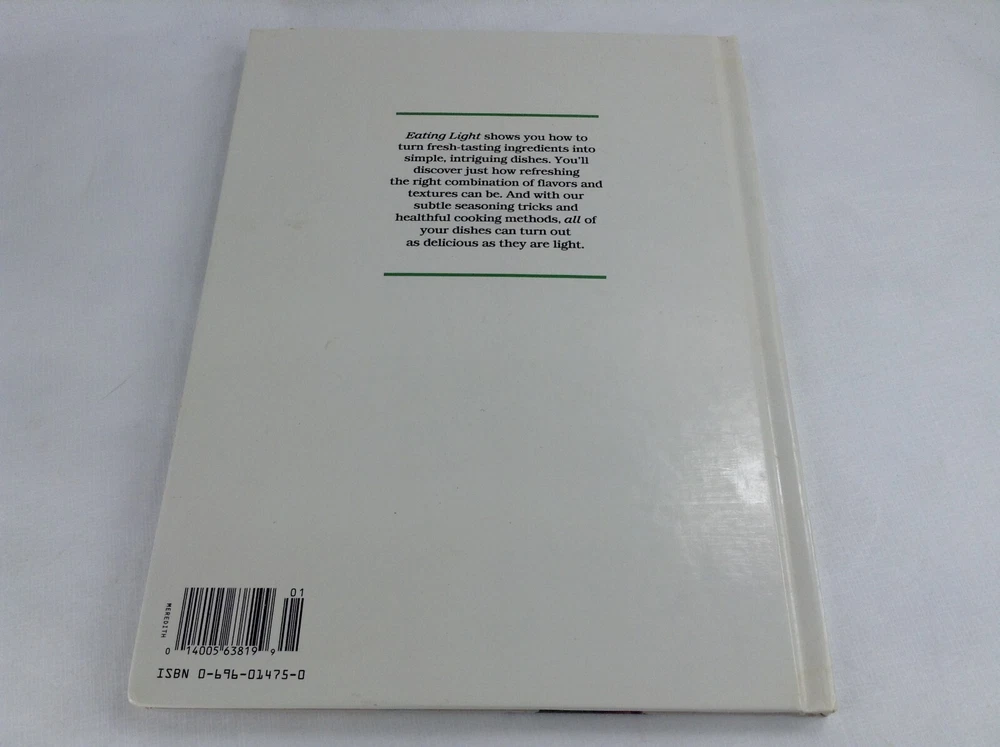 Eating Light shows you how to
turn fresh-tasting ingredients into
simple, intriguing dishes. You'll
discover just how refreshing
the right combination of flavors and
textures can be. And with our
subtle seasoning tricks and
healthful cooking methods, all of
your dishes can turn out
as delicious as they are light.
01
MEREDITH
0 14005 63819 9
ISBN 0-696-01475-0